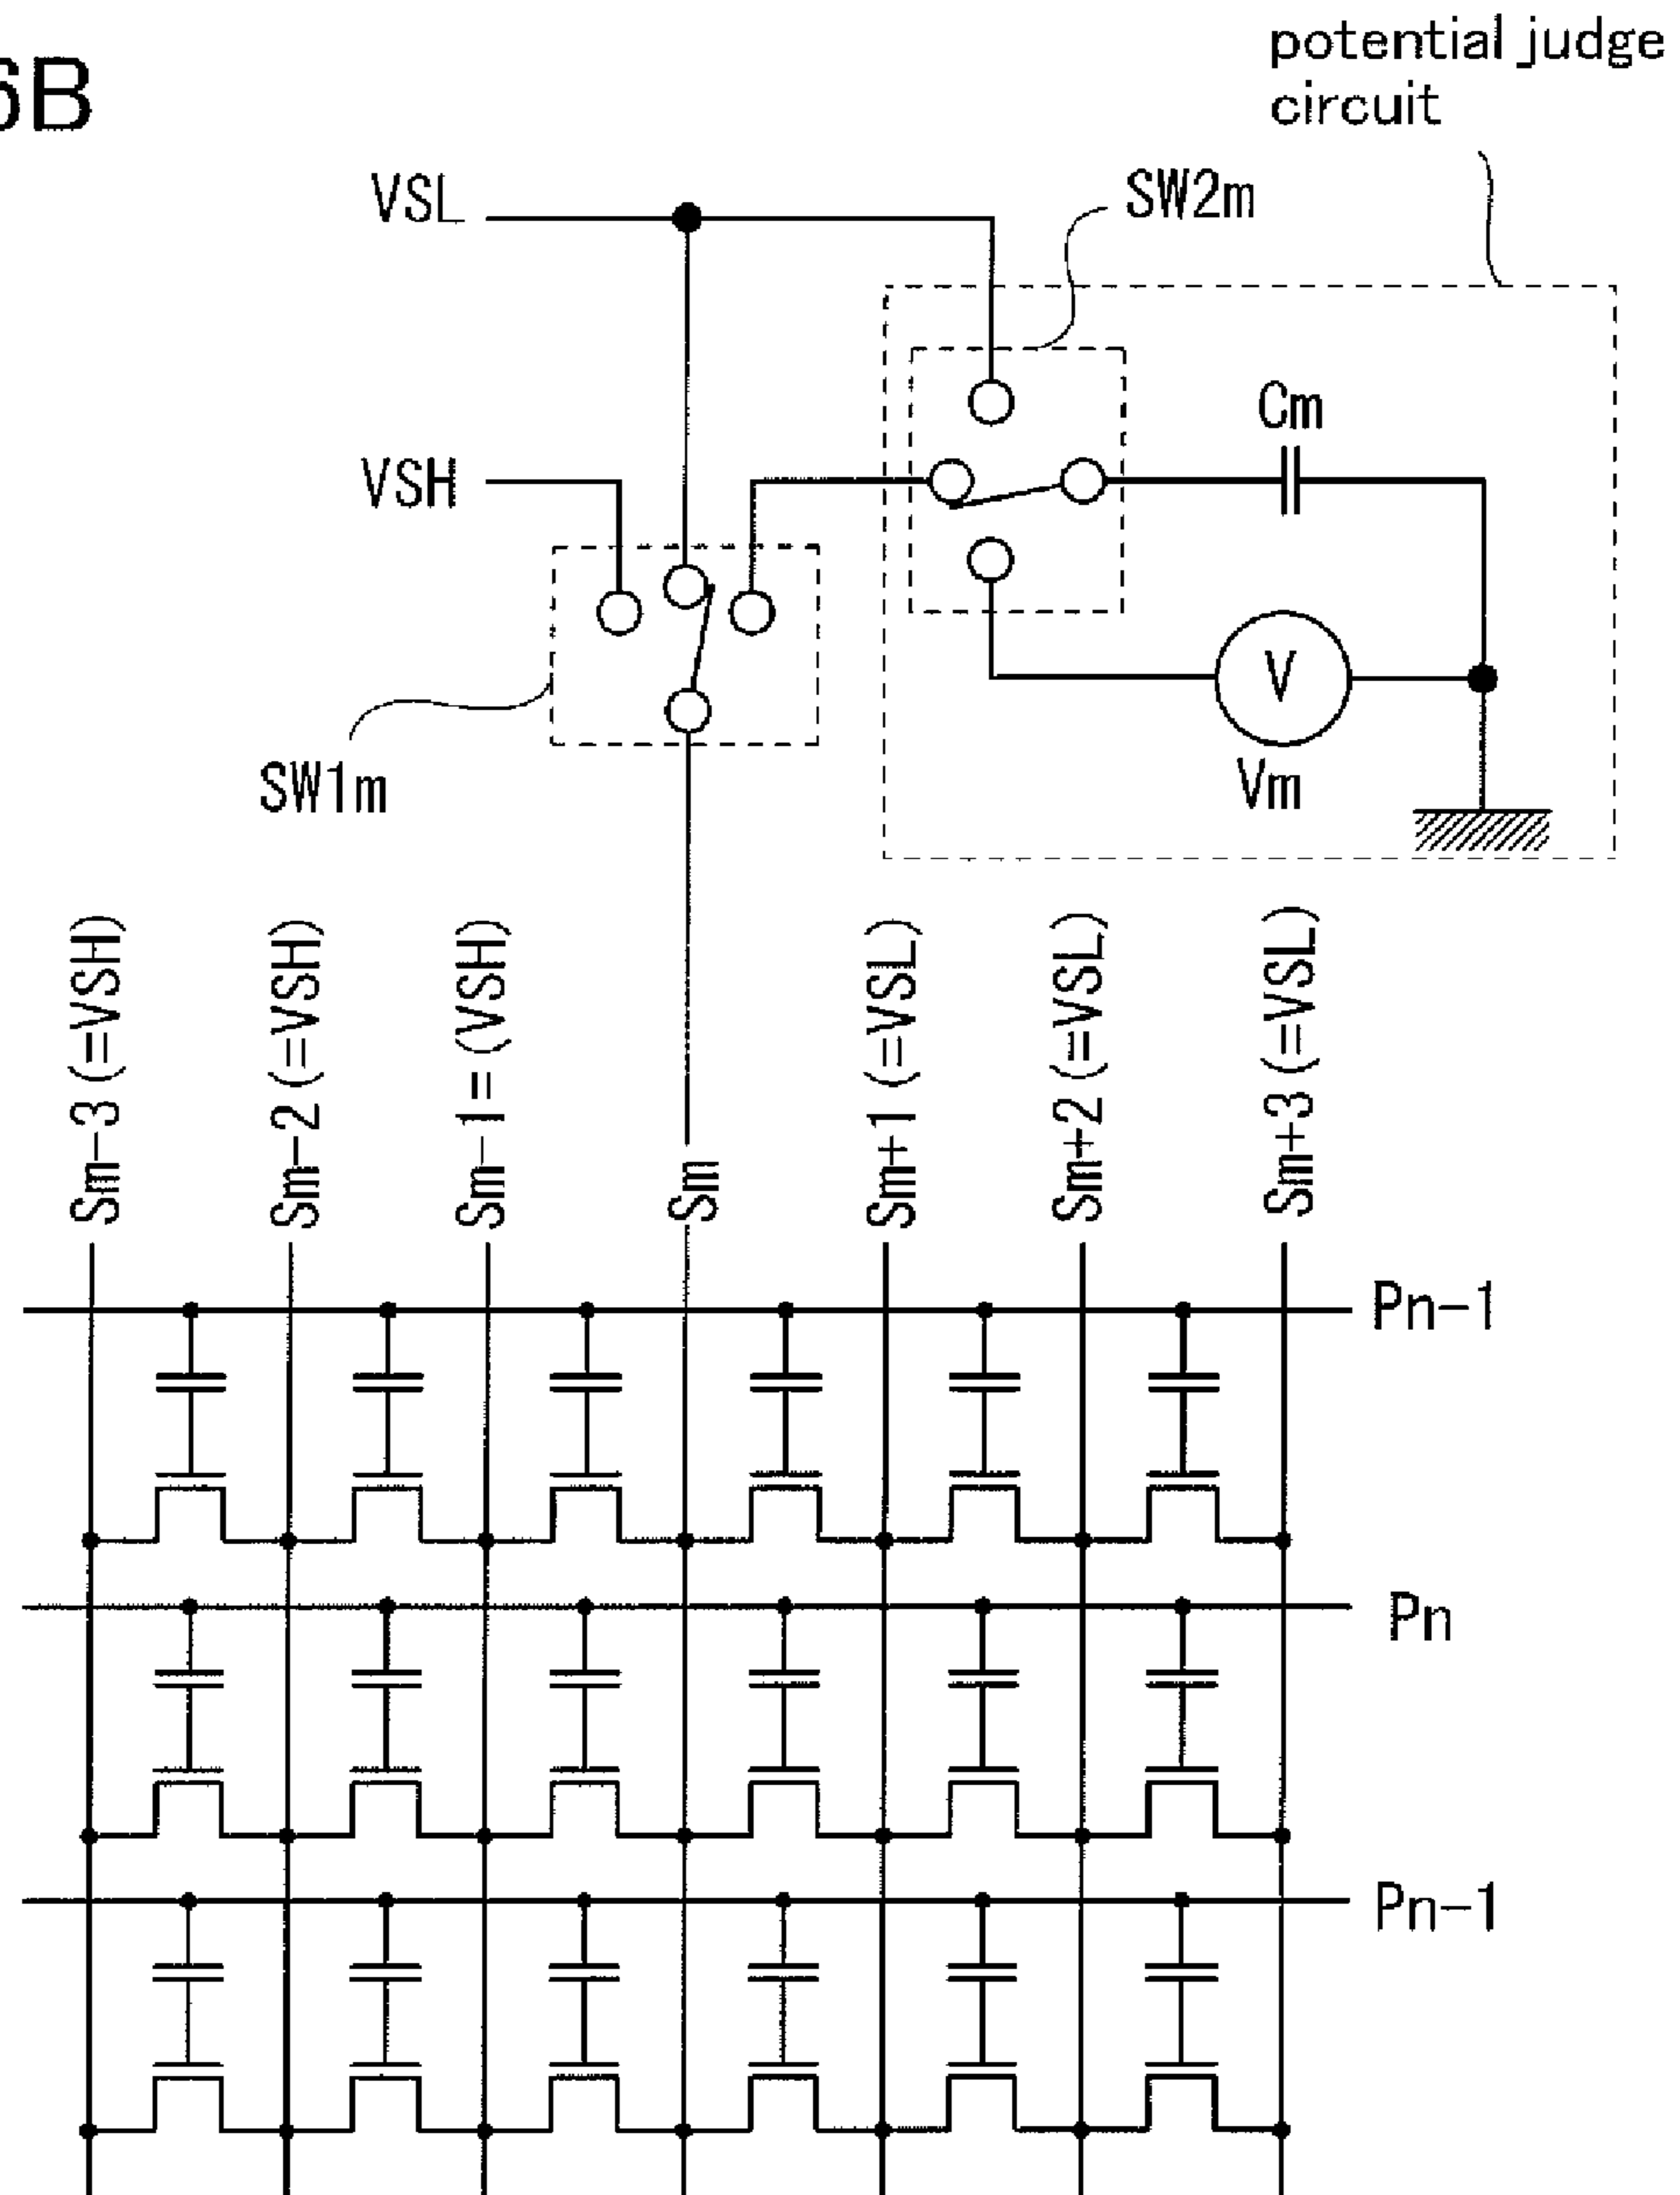 6B
potential judge
circuit
VSL
SW2m
Cm
VSH
V
Vm
SW1m
Sm-3 (=VSH)
Sm-2 (=VSH)
Sm-1= (VSH)
Sm
Sm+1 (=VSL)
Sm+2 (=VSL)
Sm+3 (=VSL)
Pn-1
Pn
Pn-1